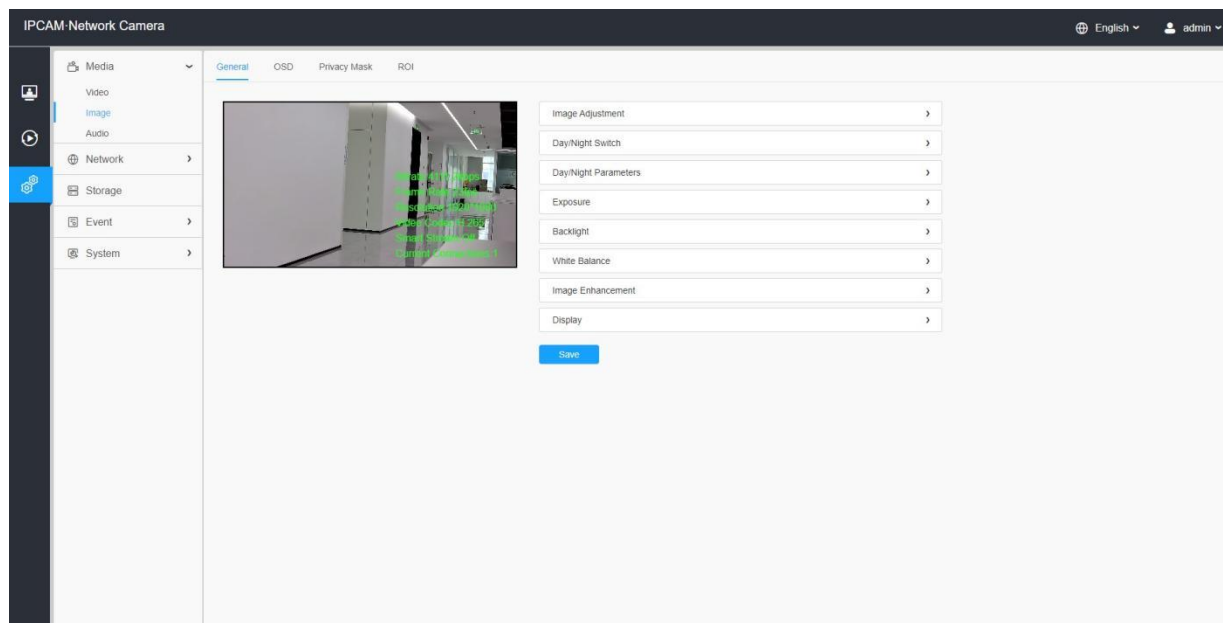 IPCAM-Network Camera
English
admin
Media
Video
Image
Audio
Network
Storage
Event
System
General OSD Privacy Mask ROI
Image Adjustment
Day/Night Switch
Day/Night Parameters
Exposure
Backlight
White Balance
Image Enhancement
Display
Save